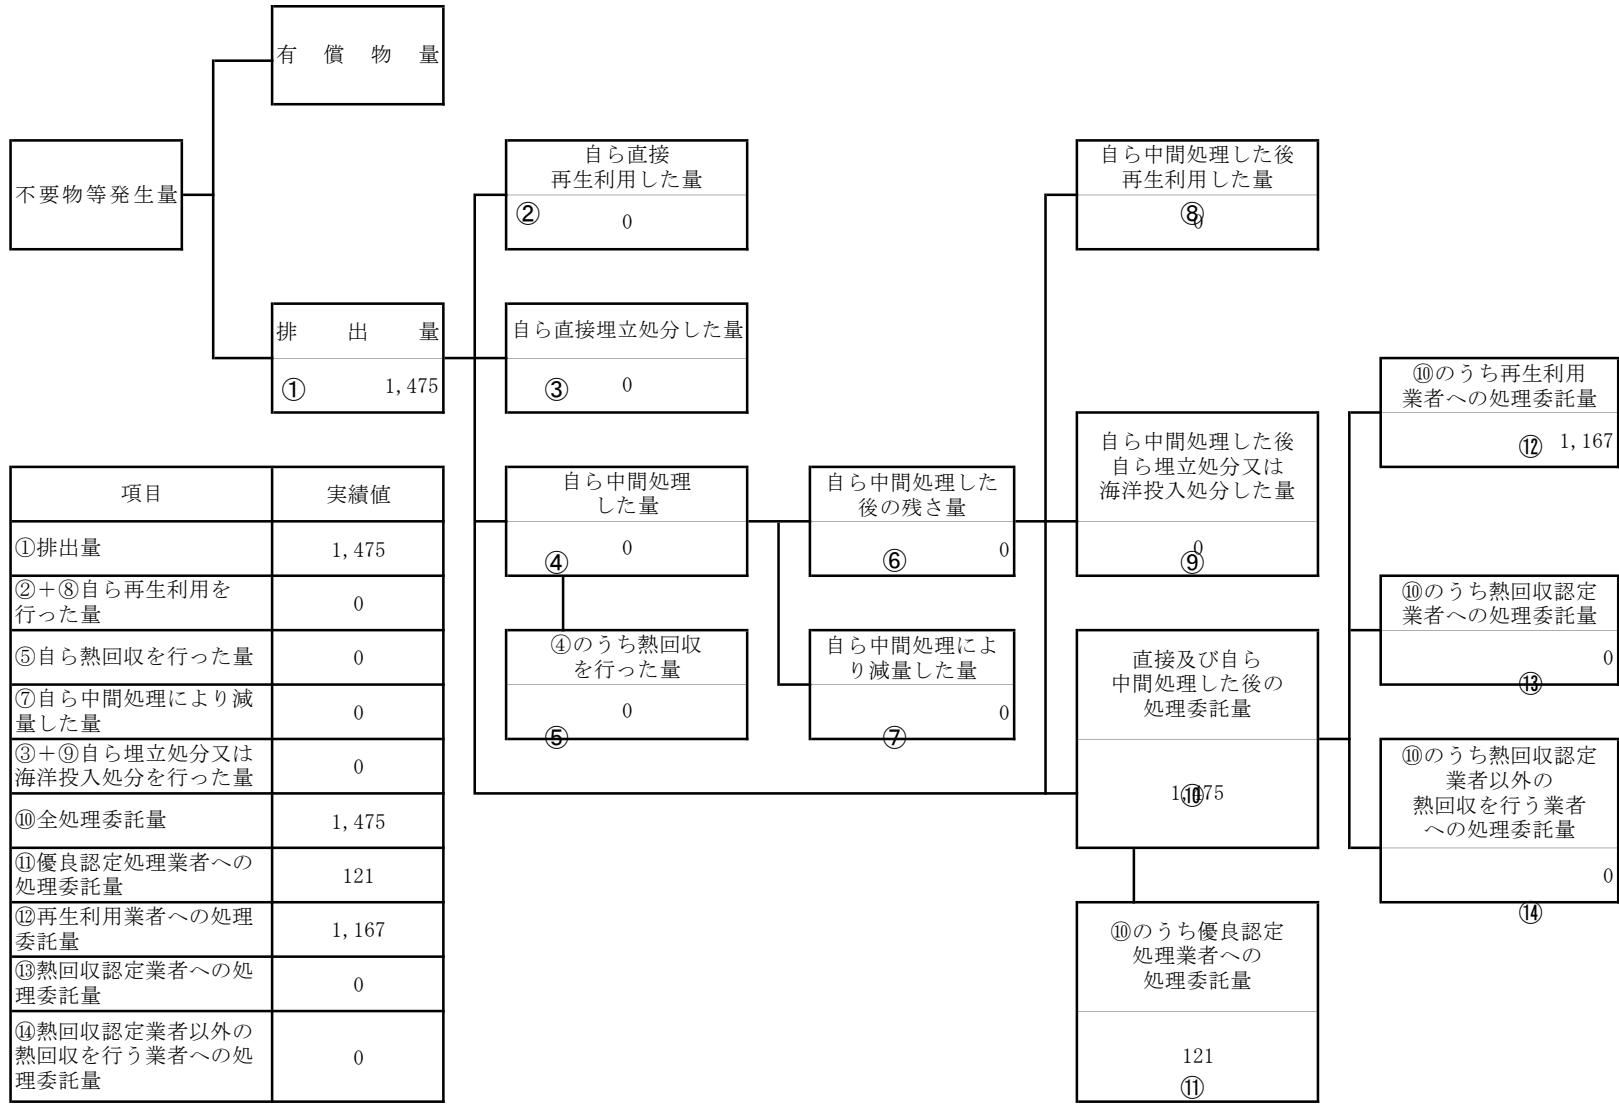 有償物量
不要物等発生量
排出量
① 1,475
自ら直接
再生利用した量
② 0
自ら直接埋立処分した量
③ 0
自ら中間処理
した量
④ 0
④のうち熱回収
を行った量
⑤ 0
自ら中間処理した
後の残さ量
⑥ 0
自ら中間処理によ
り減量した量
⑦ 0
自ら中間処理した後
再生利用した量
⑧ 0
自ら中間処理した後
自ら埋立処分又は
海洋投入処分した量
⑨ 0
直接及び自ら
中間処理した後の
処理委託量
⑩ 1,475
⑩のうち優良認定
処理業者への
処理委託量
121
⑪
⑩のうち再生利用
業者への処理委託量
⑫ 1,167
⑩のうち熱回収認定
業者への処理委託量
0
⑬
⑩のうち熱回収認定
業者以外の
熱回収を行う業者
への処理委託量
0
⑭
項目 実績値
①排出量 1,475
②+⑧自ら再生利用を
行った量 0
⑤自ら熱回収を行った量 0
⑦自ら中間処理により減
量した量 0
③+⑨自ら埋立処分又は
海洋投入処分を行った量 0
⑩全処理委託量 1,475
⑪優良認定処理業者への
処理委託量 121
⑫再生利用業者への処理
委託量 1,167
⑬熱回収認定業者への処
理委託量 0
⑭熱回収認定業者以外の
熱回収を行う業者への処
理委託量 0